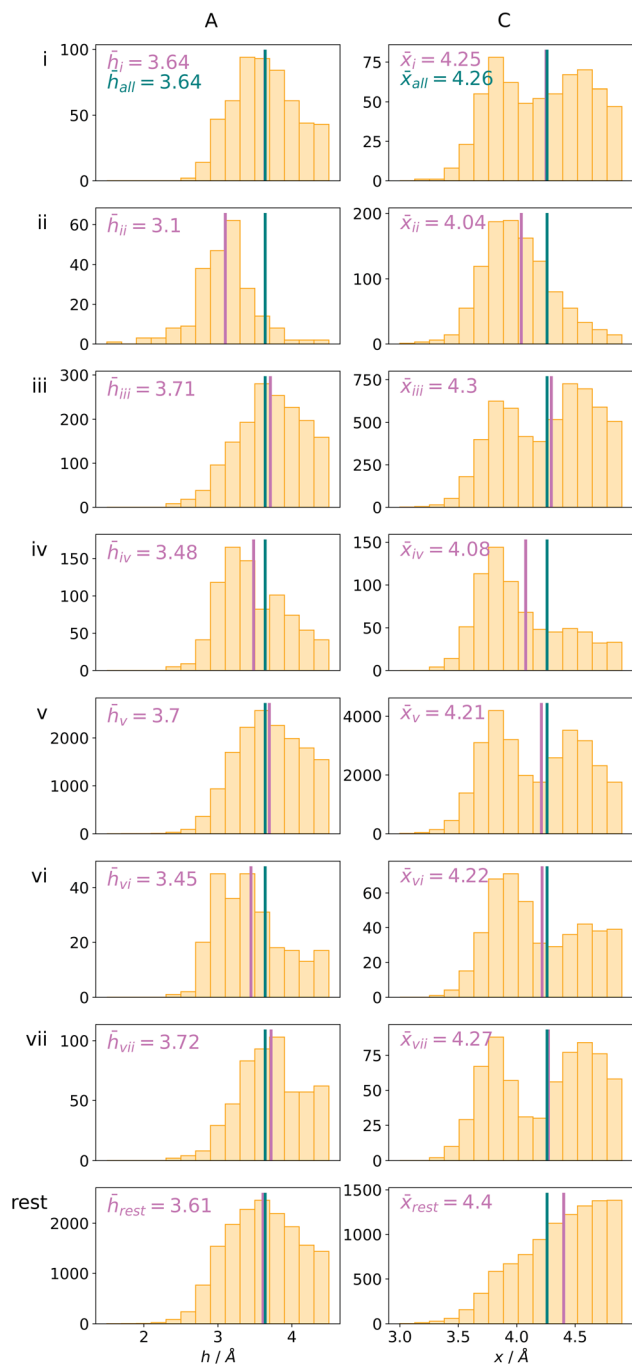 A C
i
h̄i = 3.64
h̄all = 3.64
100
50
0
x̄i = 4.25
x̄all = 4.26
75
50
25
0
ii
h̄ii = 3.1
60
40
20
0
x̄ii = 4.04
200
100
0
iii
h̄iii = 3.71
300
200
100
0
x̄iii = 4.3
750
500
250
0
iv
h̄iv = 3.48
150
100
50
0
x̄iv = 4.08
150
100
50
0
v
h̄v = 3.7
2000
1000
0
x̄v = 4.21
4000
2000
0
vi
h̄vi = 3.45
40
20
0
x̄vi = 4.22
60
40
20
0
vii
h̄vii = 3.72
100
50
0
x̄vii = 4.27
75
50
25
0
rest
h̄rest = 3.61
2000
1000
0
x̄rest = 4.4
1500
1000
500
0
2 3 4
h / Å
3.0 3.5 4.0 4.5
x / Å